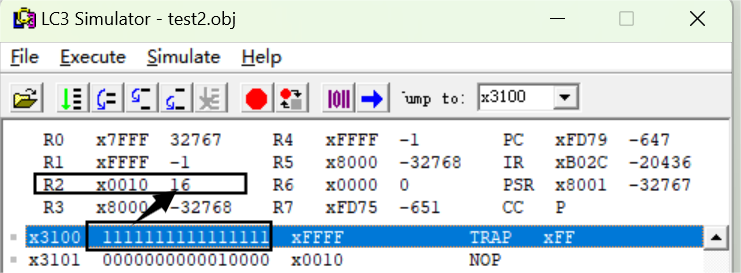 LC3 Simulator - test2.obj
File Execute Simulate Help
Jump to: x3100
R0 x7FFF 32767 R4 xFFFF -1 PC xFD79 -647
R1 xFFFF -1 R5 x8000 -32768 IR xB02C -20436
R2 x0010 16 R6 x0000 0 PSR x8001 -32767
R3 x8000 -32768 R7 xFD75 -651 CC P
x3100 1111111111111111 xFFFF TRAP xFF
x3101 0000000000010000 x0010 NOP